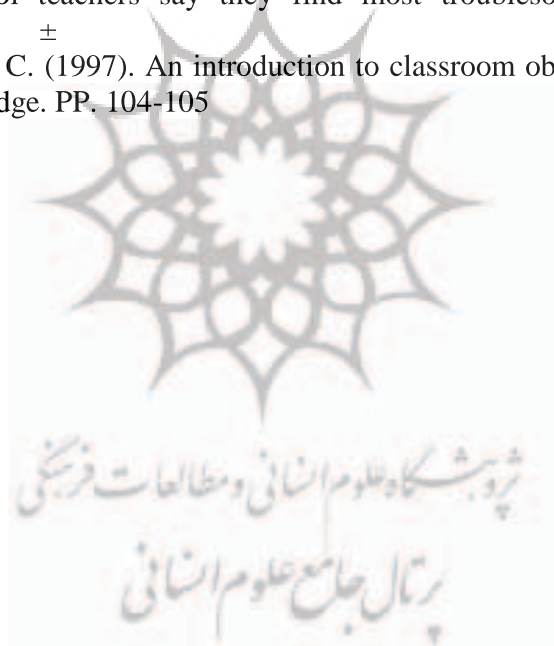 of teachers say they find most troubleso
±
C. (1997). An introduction to classroom ob
dge. PP. 104-105
پژوهشگاه علوم انسانی و مطالعات فرهنگی
پرتال جامع علوم انسانی